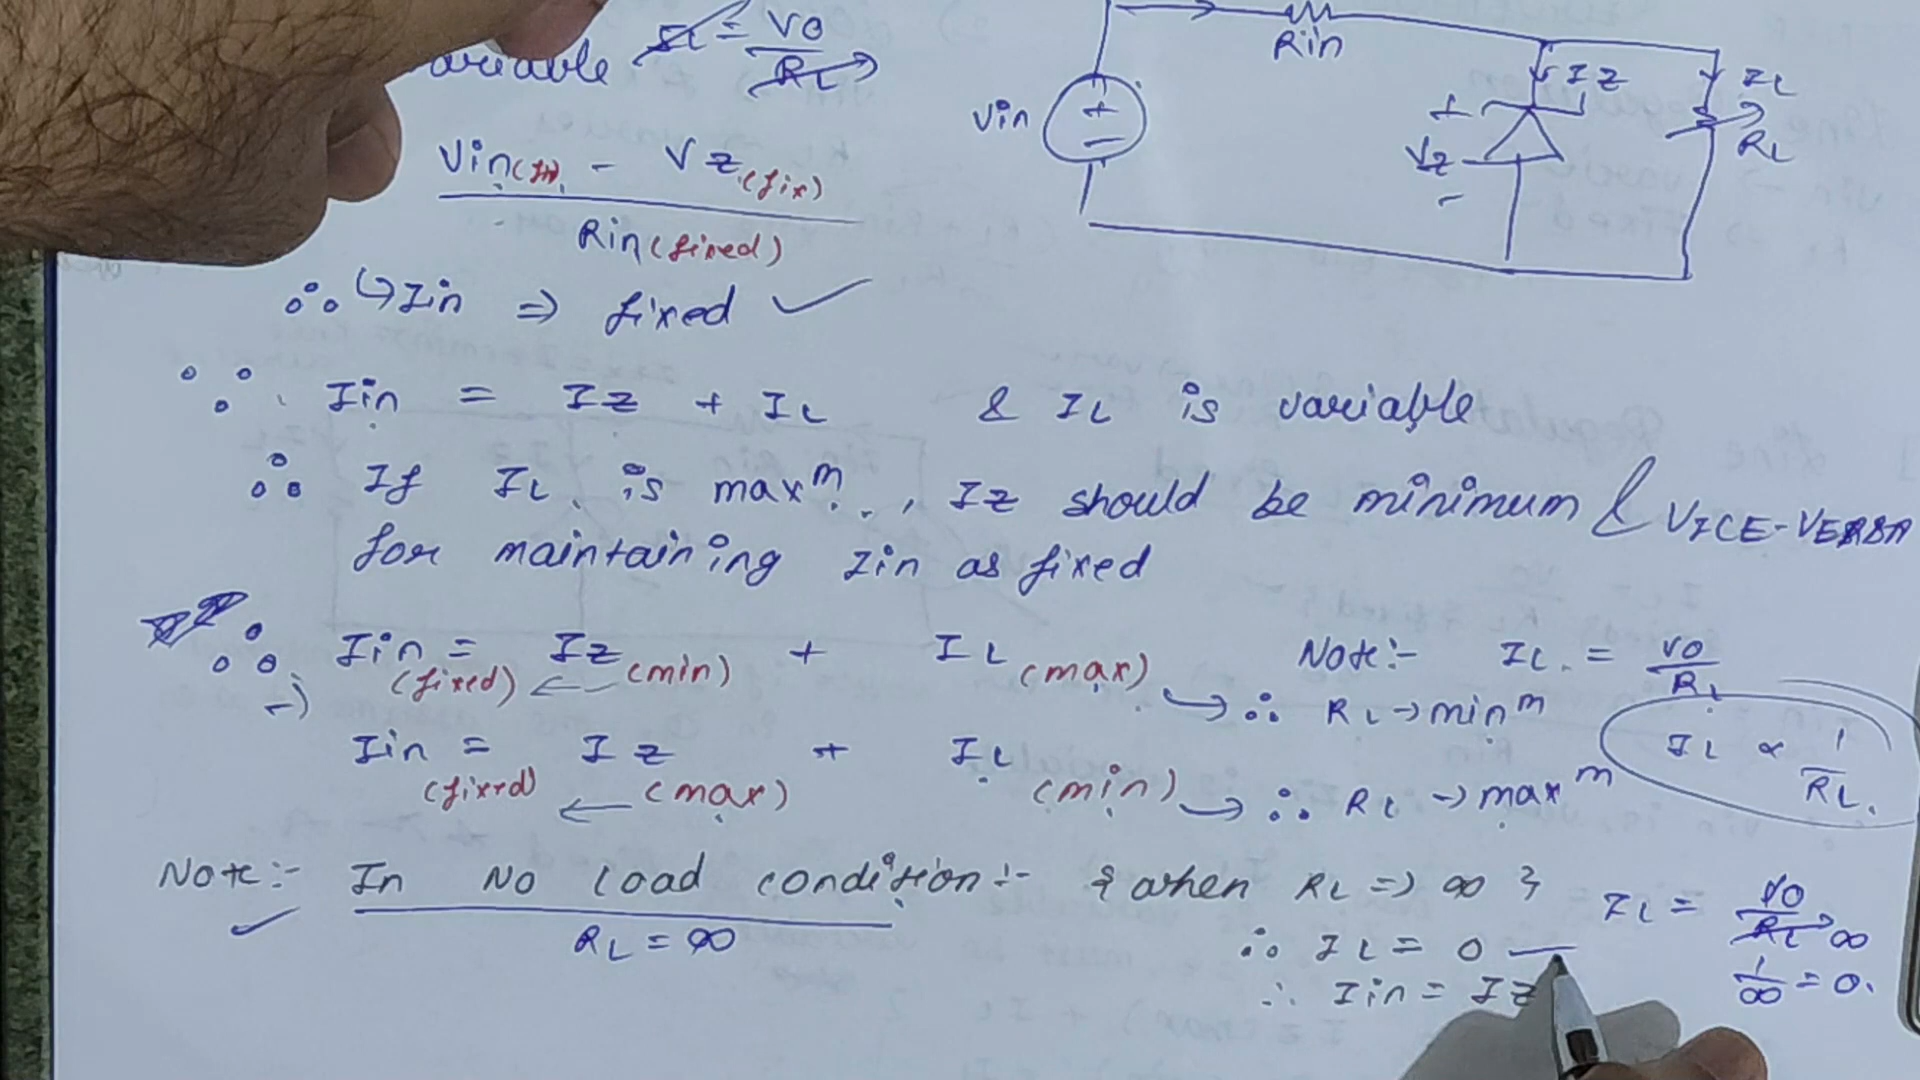 variable IL = VO / RL
Vin(fix) - VZ(fix)
Rin(fixed)
∴ ↳ Iin ⇒ fixed ✓
∵ Iin = IZ + IL & IL is variable
∴ If IL is maxᵐ., IZ should be minimum & VICE-VERSA
for maintaining Iin as fixed
∴ Iin = IZ (min) + IL (max) ↪ ∴ RL → minᵐ
(fixed) ←
Note:- IL = VO / RL
IL ∝ 1 / RL.
Iin = IZ + IL
(fixed) ← (max) (min) ↪ ∴ RL → maxᵐ
Note:- In NO load condition:- {when RL ⇒ ∞}
RL = ∞
IL = VO / RL → ∞
∴ IL = 0
1 / ∞ = 0.
∴ Iin = IZ
Rin
Vin
+
-
IZ
IL
+
VZ
-
RL